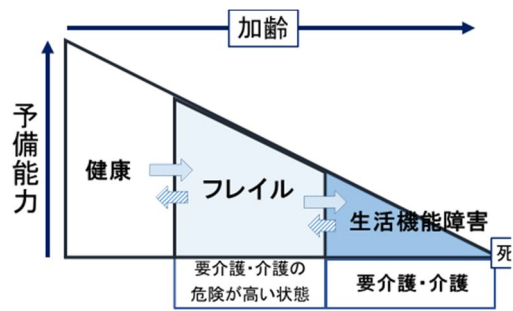 加齢
予備能力
健康
フレイル
生活機能障害
死
要介護・介護の
危険が高い状態
要介護・介護